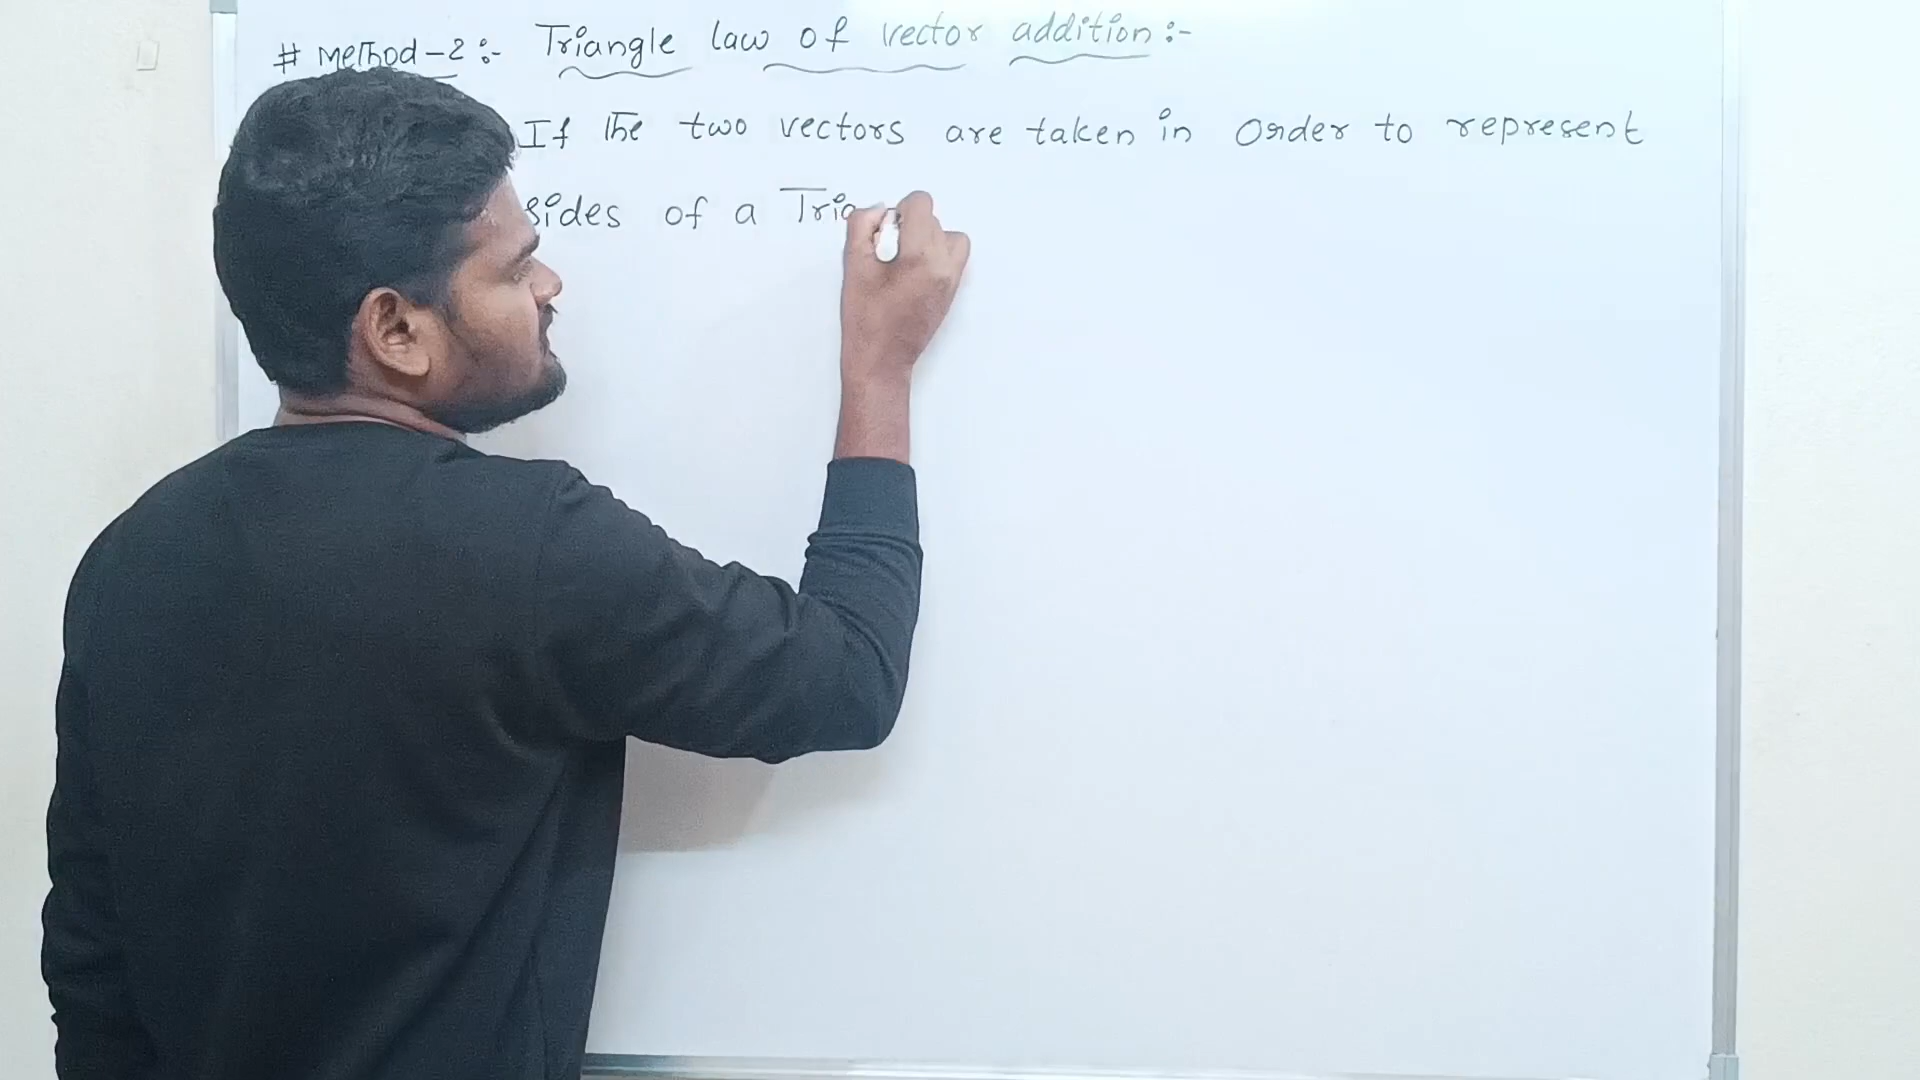 # Method-2 :- Triangle law of vector addition :-
If the two vectors are taken in order to represent
sides of a Tria